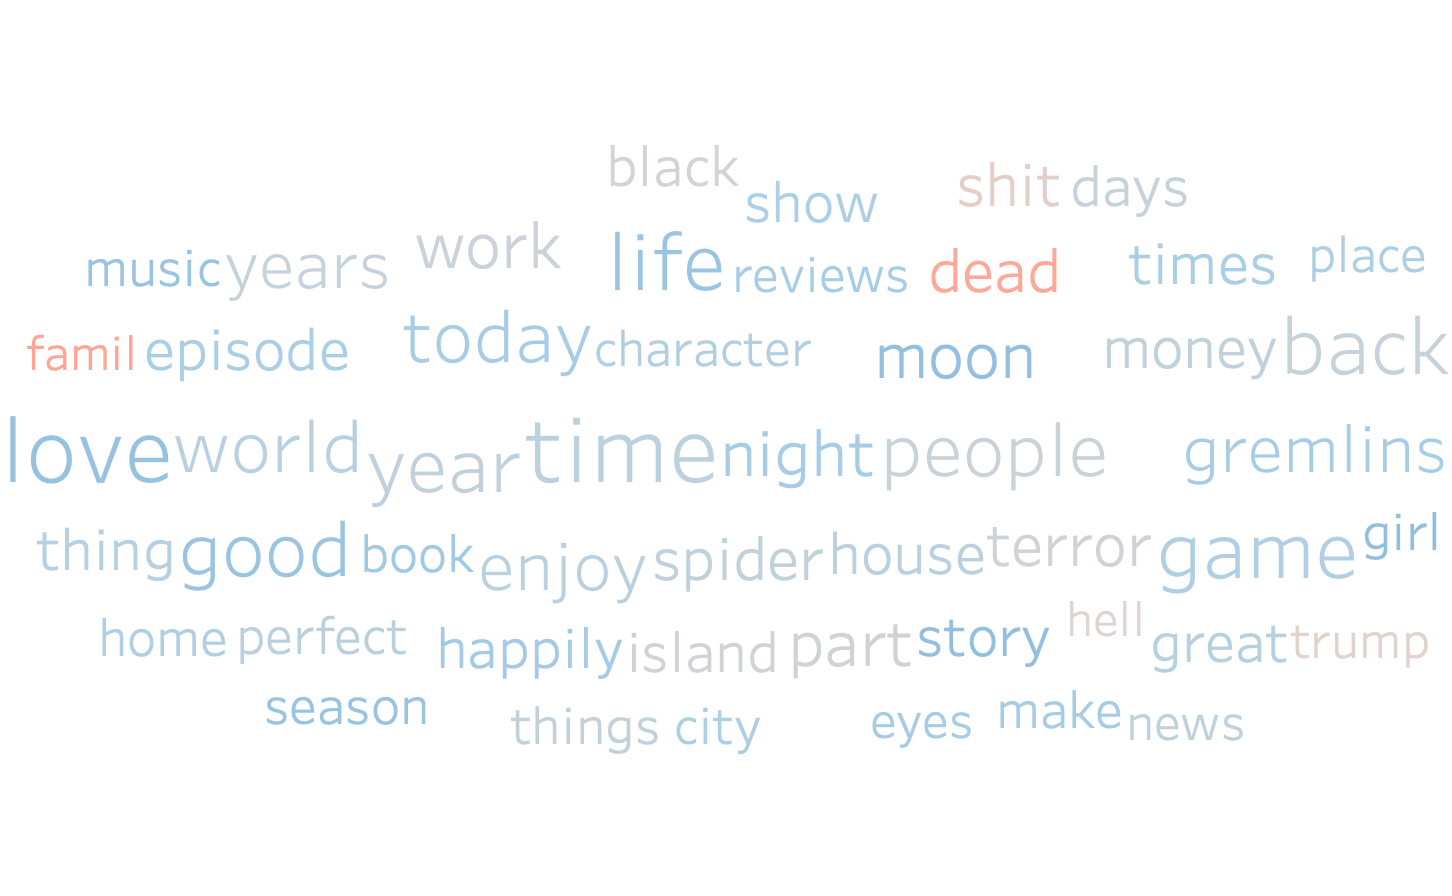 black
show shit days
music years work life reviews dead times place
famil episode today character moon money back
love world year time night people gremlins
thing good book enjoy spider house terror game girl
home perfect happily island part story hell great trump
season things city eyes make news